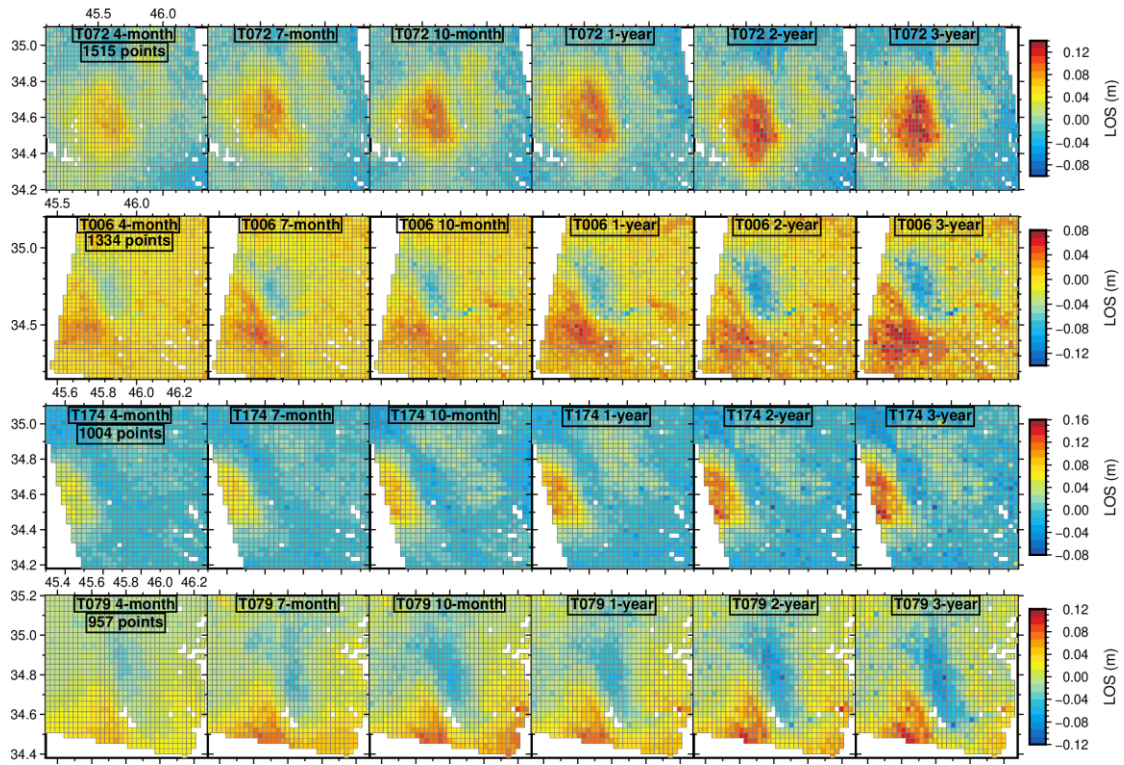 45.5 46.0
35.1
34.8
34.6
34.4
34.2
T072 4-month
1515 points
T072 7-month
T072 10-month
T072 1-year
T072 2-year
T072 3-year
0.12
0.08
0.04
0.00
−0.04
−0.08
LOS (m)
45.5 46.0
35.0
34.5
T006 4-month
1334 points
T006 7-month
T006 10-month
T006 1-year
T006 2-year
T006 3-year
0.08
0.04
0.00
−0.04
−0.08
−0.12
LOS (m)
45.6 45.8 46.0 46.2
35.0
34.8
34.6
34.4
34.2
T174 4-month
1004 points
T174 7-month
T174 10-month
T174 1-year
T174 2-year
T174 3-year
0.16
0.12
0.08
0.04
0.00
−0.04
−0.08
LOS (m)
45.4 45.6 45.8 46.0 46.2
35.2
35.0
34.8
34.6
34.4
T079 4-month
957 points
T079 7-month
T079 10-month
T079 1-year
T079 2-year
T079 3-year
0.12
0.08
0.04
0.00
−0.04
−0.08
−0.12
LOS (m)